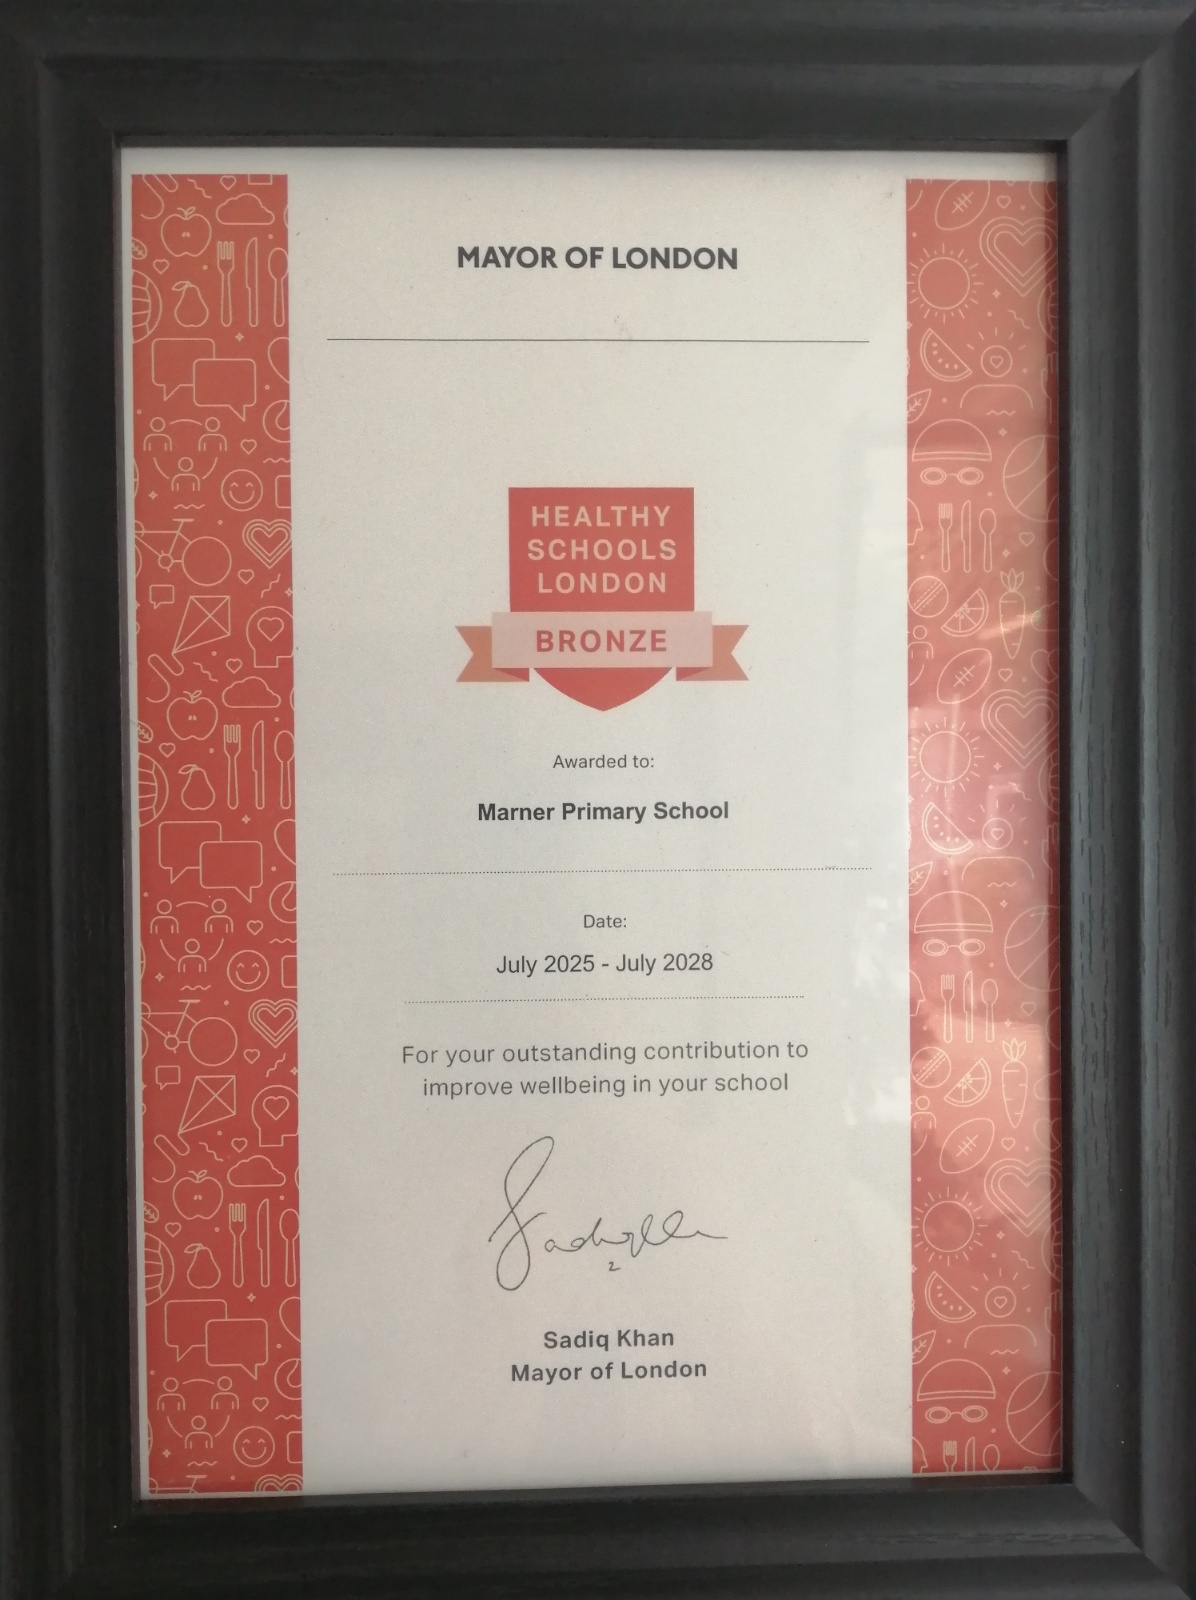 MAYOR OF LONDON
HEALTHY
SCHOOLS
LONDON
BRONZE
Awarded to:
Marner Primary School
Date:
July 2025 - July 2028
For your outstanding contribution to
improve wellbeing in your school
Sadiq Khan
Mayor of London